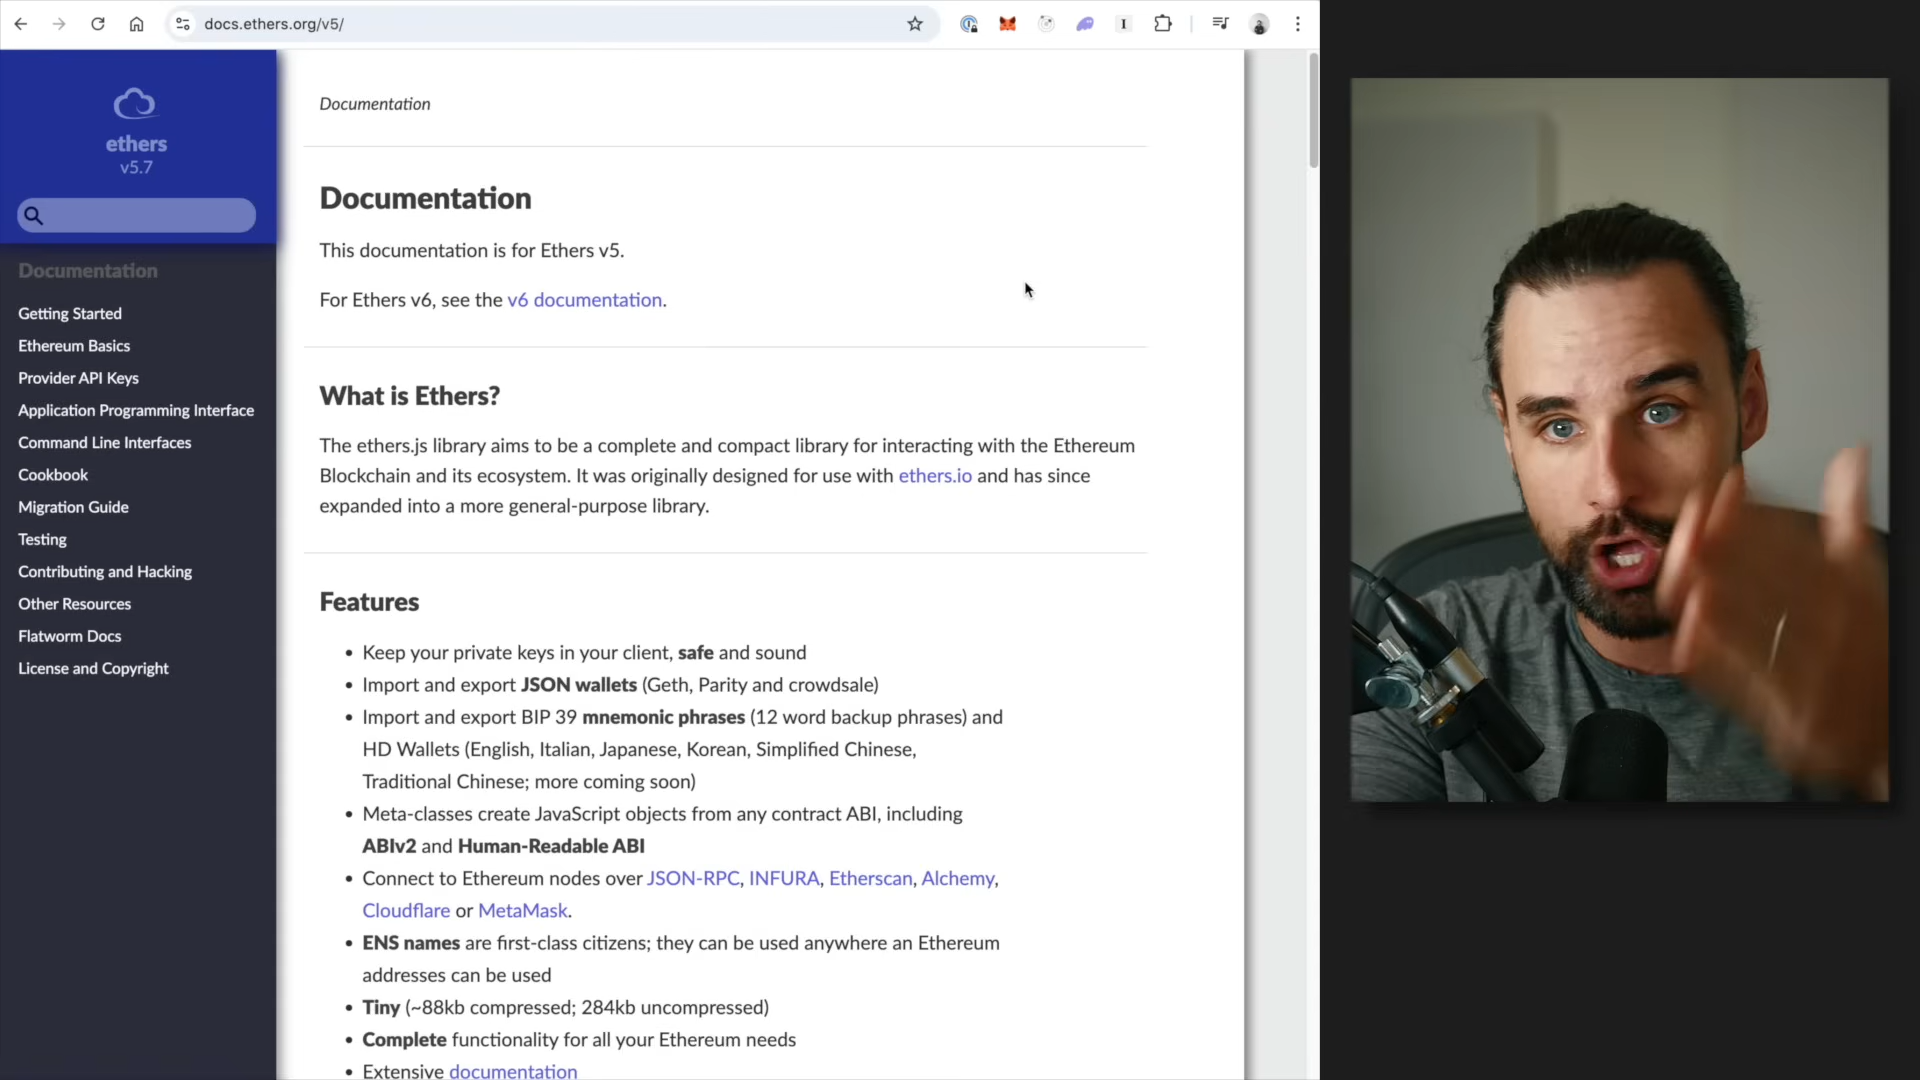 docs.ethers.org/v5/
ethers
v5.7
Documentation
Getting Started
Ethereum Basics
Provider API Keys
Application Programming Interface
Command Line Interfaces
Cookbook
Migration Guide
Testing
Contributing and Hacking
Other Resources
Flatworm Docs
License and Copyright
Documentation
Documentation
This documentation is for Ethers v5.
For Ethers v6, see the v6 documentation.
What is Ethers?
The ethers.js library aims to be a complete and compact library for interacting with the Ethereum
Blockchain and its ecosystem. It was originally designed for use with ethers.io and has since
expanded into a more general-purpose library.
Features
• Keep your private keys in your client, safe and sound
• Import and export JSON wallets (Geth, Parity and crowdsale)
• Import and export BIP 39 mnemonic phrases (12 word backup phrases) and
HD Wallets (English, Italian, Japanese, Korean, Simplified Chinese,
Traditional Chinese; more coming soon)
• Meta-classes create JavaScript objects from any contract ABI, including
ABIv2 and Human-Readable ABI
• Connect to Ethereum nodes over JSON-RPC, INFURA, Etherscan, Alchemy,
Cloudflare or MetaMask.
• ENS names are first-class citizens; they can be used anywhere an Ethereum
addresses can be used
• Tiny (~88kb compressed; 284kb uncompressed)
• Complete functionality for all your Ethereum needs
• Extensive documentation